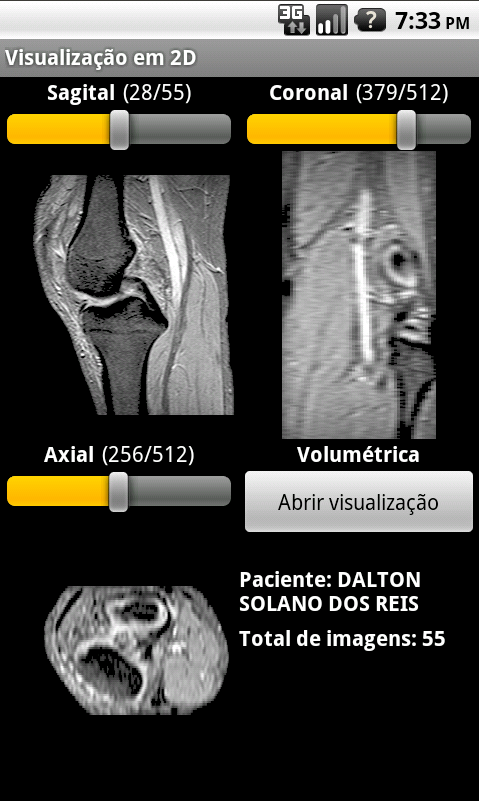 3G ? 7:33 PM
Visualização em 2D
Sagital (28/55)
Coronal (379/512)
Axial (256/512)
Volumétrica
Abrir visualização
Paciente: DALTON
SOLANO DOS REIS
Total de imagens: 55